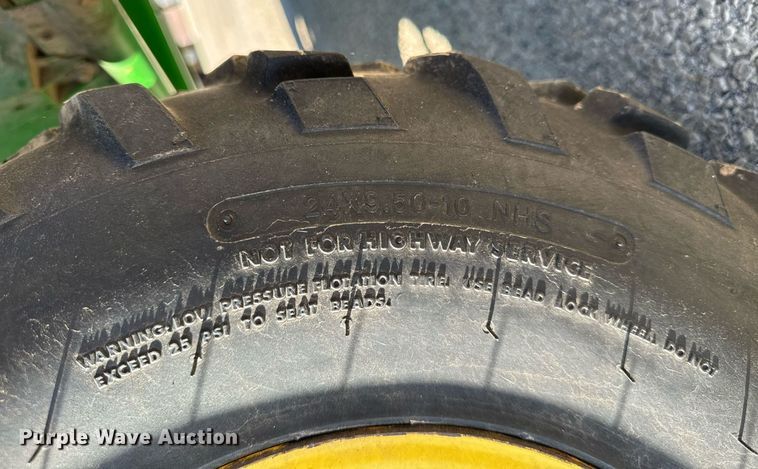 24X9.50-10 NHS
NOT FOR HIGHWAY SERVICE
WARNING: LOW PRESSURE FLOTATION TIRE. USE BEAD LOCK WHEEL. DO NOT
EXCEED 25 PSI TO SEAT BEADS.
Purple Wave Auction